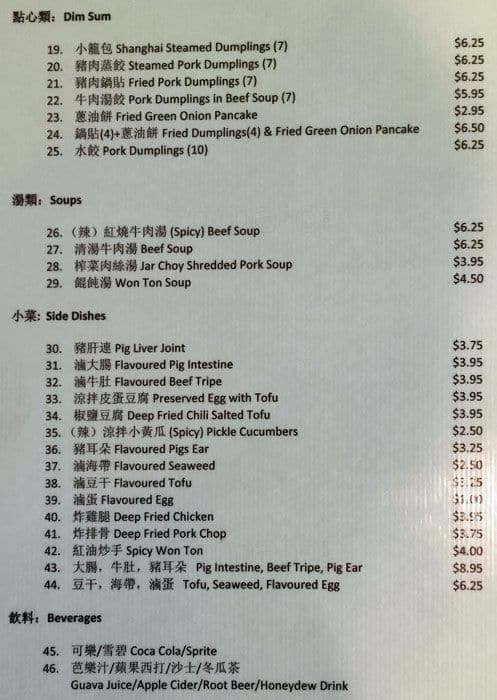 點心類：Dim Sum
19. 小籠包 Shanghai Steamed Dumplings (7) $6.25
20. 豬肉蒸餃 Steamed Pork Dumplings (7) $6.25
21. 豬肉鍋貼 Fried Pork Dumplings (7) $6.25
22. 牛肉湯餃 Pork Dumplings in Beef Soup (7) $5.95
23. 蔥油餅 Fried Green Onion Pancake $2.95
24. 鍋貼(4)+蔥油餅 Fried Dumplings(4) & Fried Green Onion Pancake $6.50
25. 水餃 Pork Dumplings (10) $6.25
湯類：Soups
26.（辣）紅燒牛肉湯 (Spicy) Beef Soup $6.25
27. 清湯牛肉湯 Beef Soup $6.25
28. 榨菜肉絲湯 Jar Choy Shredded Pork Soup $3.95
29. 餛飩湯 Won Ton Soup $4.50
小菜: Side Dishes
30. 豬肝連 Pig Liver Joint $3.75
31. 滷大腸 Flavoured Pig Intestine $3.95
32. 滷牛肚 Flavoured Beef Tripe $3.95
33. 涼拌皮蛋豆腐 Preserved Egg with Tofu $3.95
34. 椒鹽豆腐 Deep Fried Chili Salted Tofu $3.95
35.（辣）涼拌小黃瓜 (Spicy) Pickle Cucumbers $2.50
36. 豬耳朵 Flavoured Pigs Ear $3.25
37. 滷海帶 Flavoured Seaweed $2.50
38. 滷豆干 Flavoured Tofu $3.25
39. 滷蛋 Flavoured Egg $1.00
40. 炸雞腿 Deep Fried Chicken $3.95
41. 炸排骨 Deep Fried Pork Chop $3.75
42. 紅油炒手 Spicy Won Ton $4.00
43. 大腸，牛肚，豬耳朵 Pig Intestine, Beef Tripe, Pig Ear $8.95
44. 豆干，海帶，滷蛋 Tofu, Seaweed, Flavoured Egg $6.25
飲料：Beverages
45. 可樂/雪碧 Coca Cola/Sprite
46. 芭樂汁/蘋果西打/沙士/冬瓜茶
Guava Juice/Apple Cider/Root Beer/Honeydew Drink